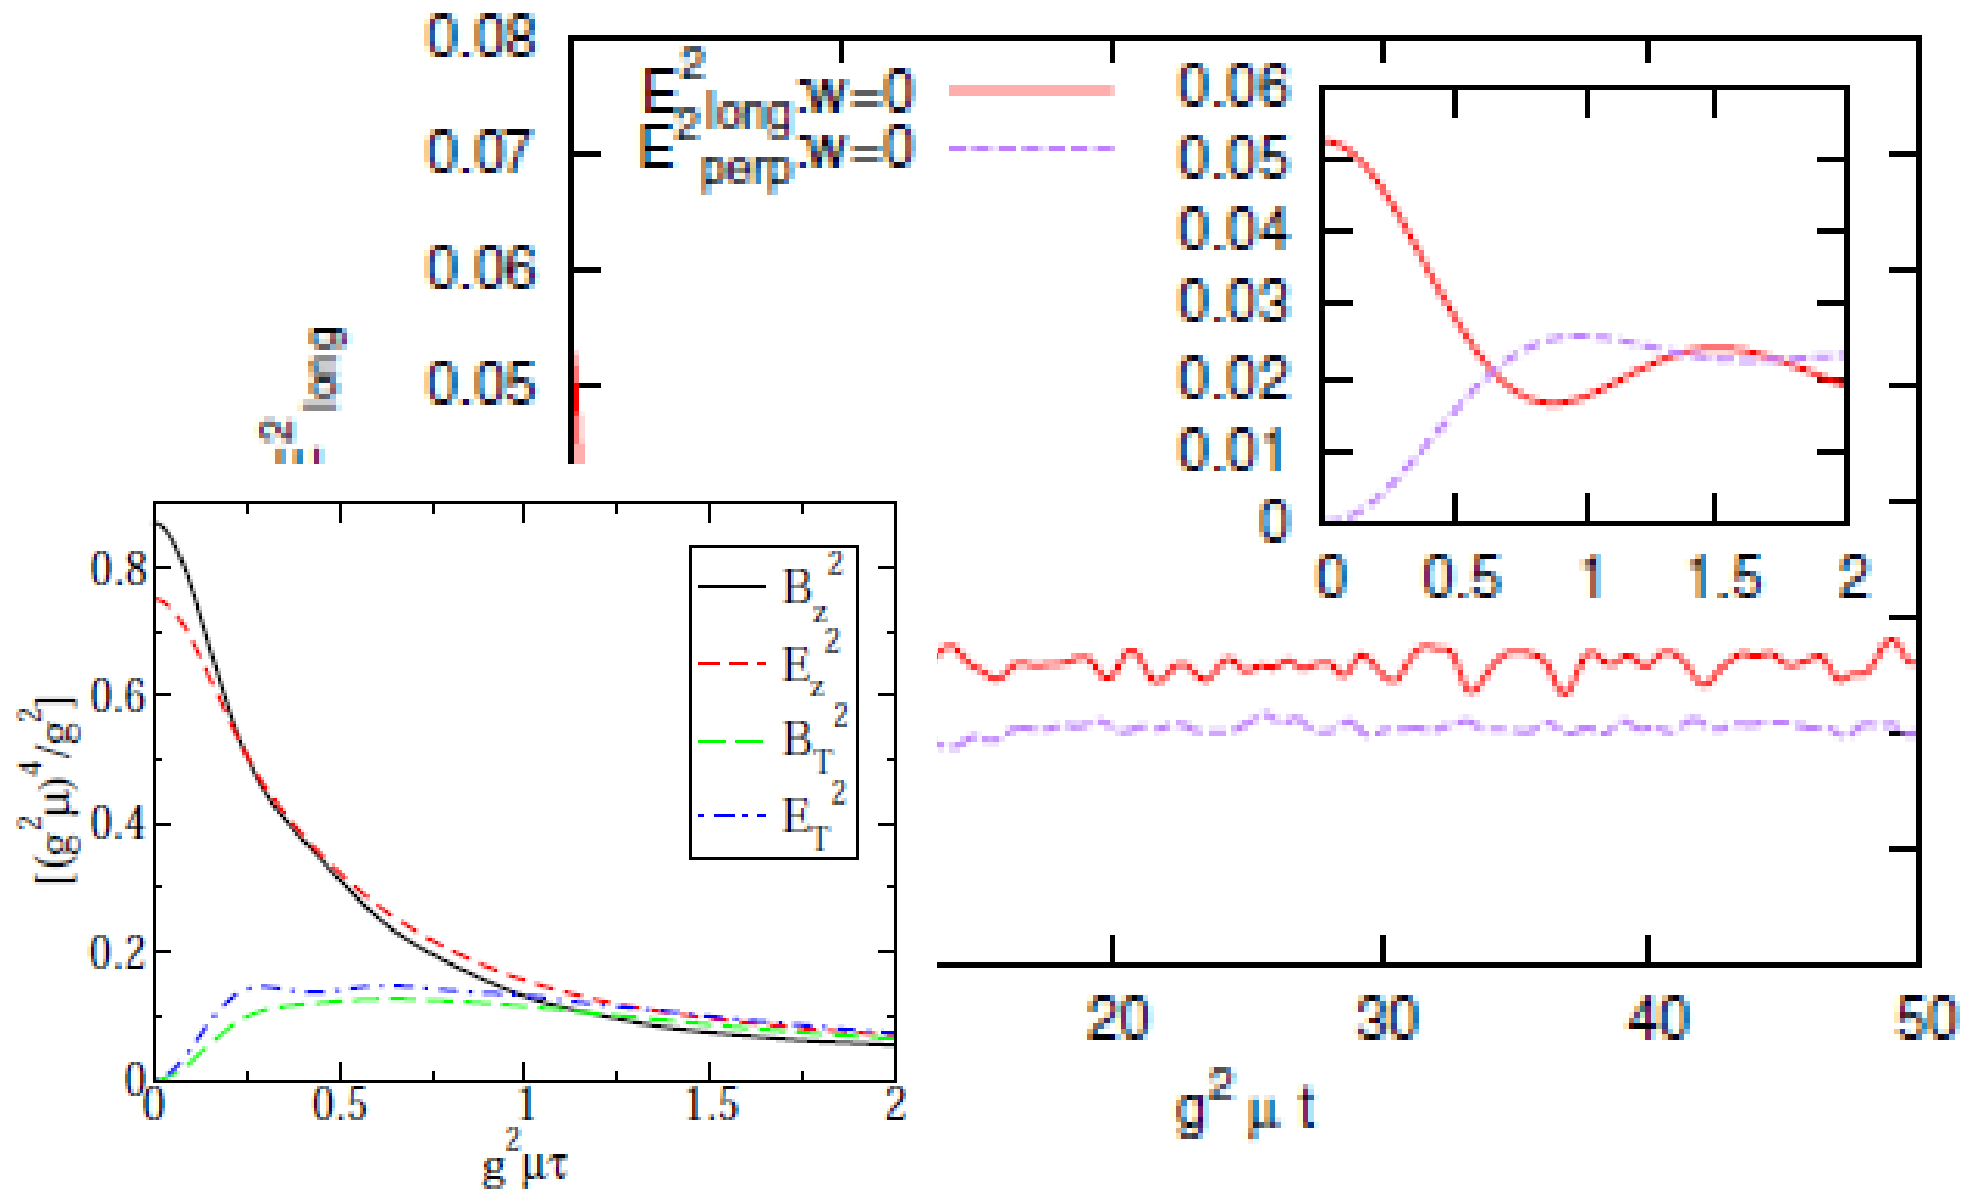 0.08
E²long.w=0
E²perp.w=0
0.07
0.06
0.05
²long
0.06
0.05
0.04
0.03
0.02
0.01
0
0 0.5 1 1.5 2
20 30 40 50
g² μ t
[(g²μ)⁴/g²]
0.8
0.6
0.4
0.2
0
B_z²
E_z²
B_T²
E_T²
0 0.5 1 1.5 2
g²μτ